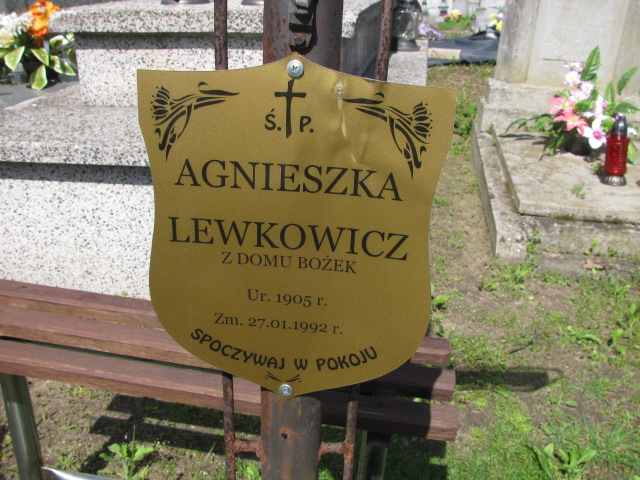 Ś. P.
AGNIESZKA
LEWKOWICZ
Z DOMU BOŻEK
Ur. 1905 r.
Zm. 27.01.1992 r.
SPOCZYWAJ W POKOJU